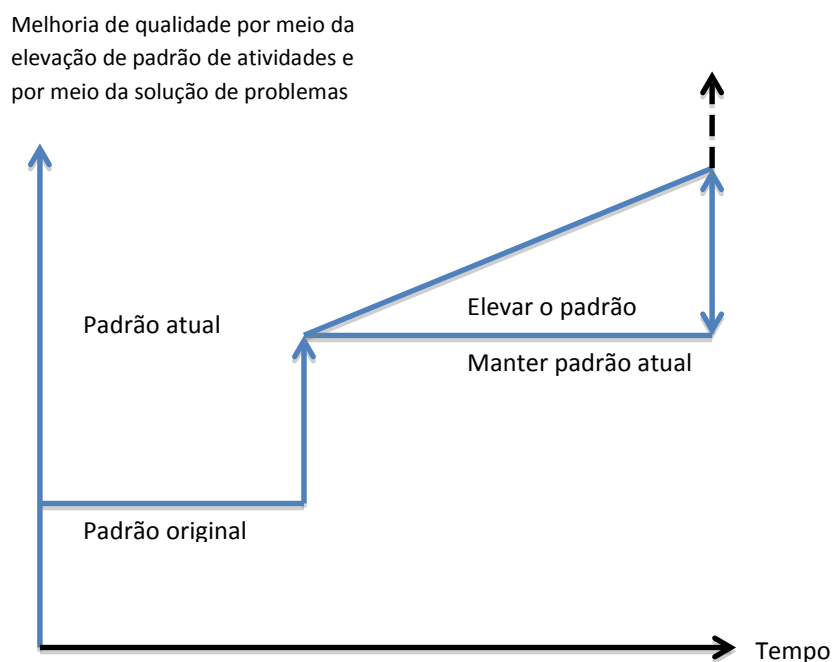 Melhoria de qualidade por meio da
elevação de padrão de atividades e
por meio da solução de problemas
Elevar o padrão
Padrão atual
Manter padrão atual
Padrão original
Tempo